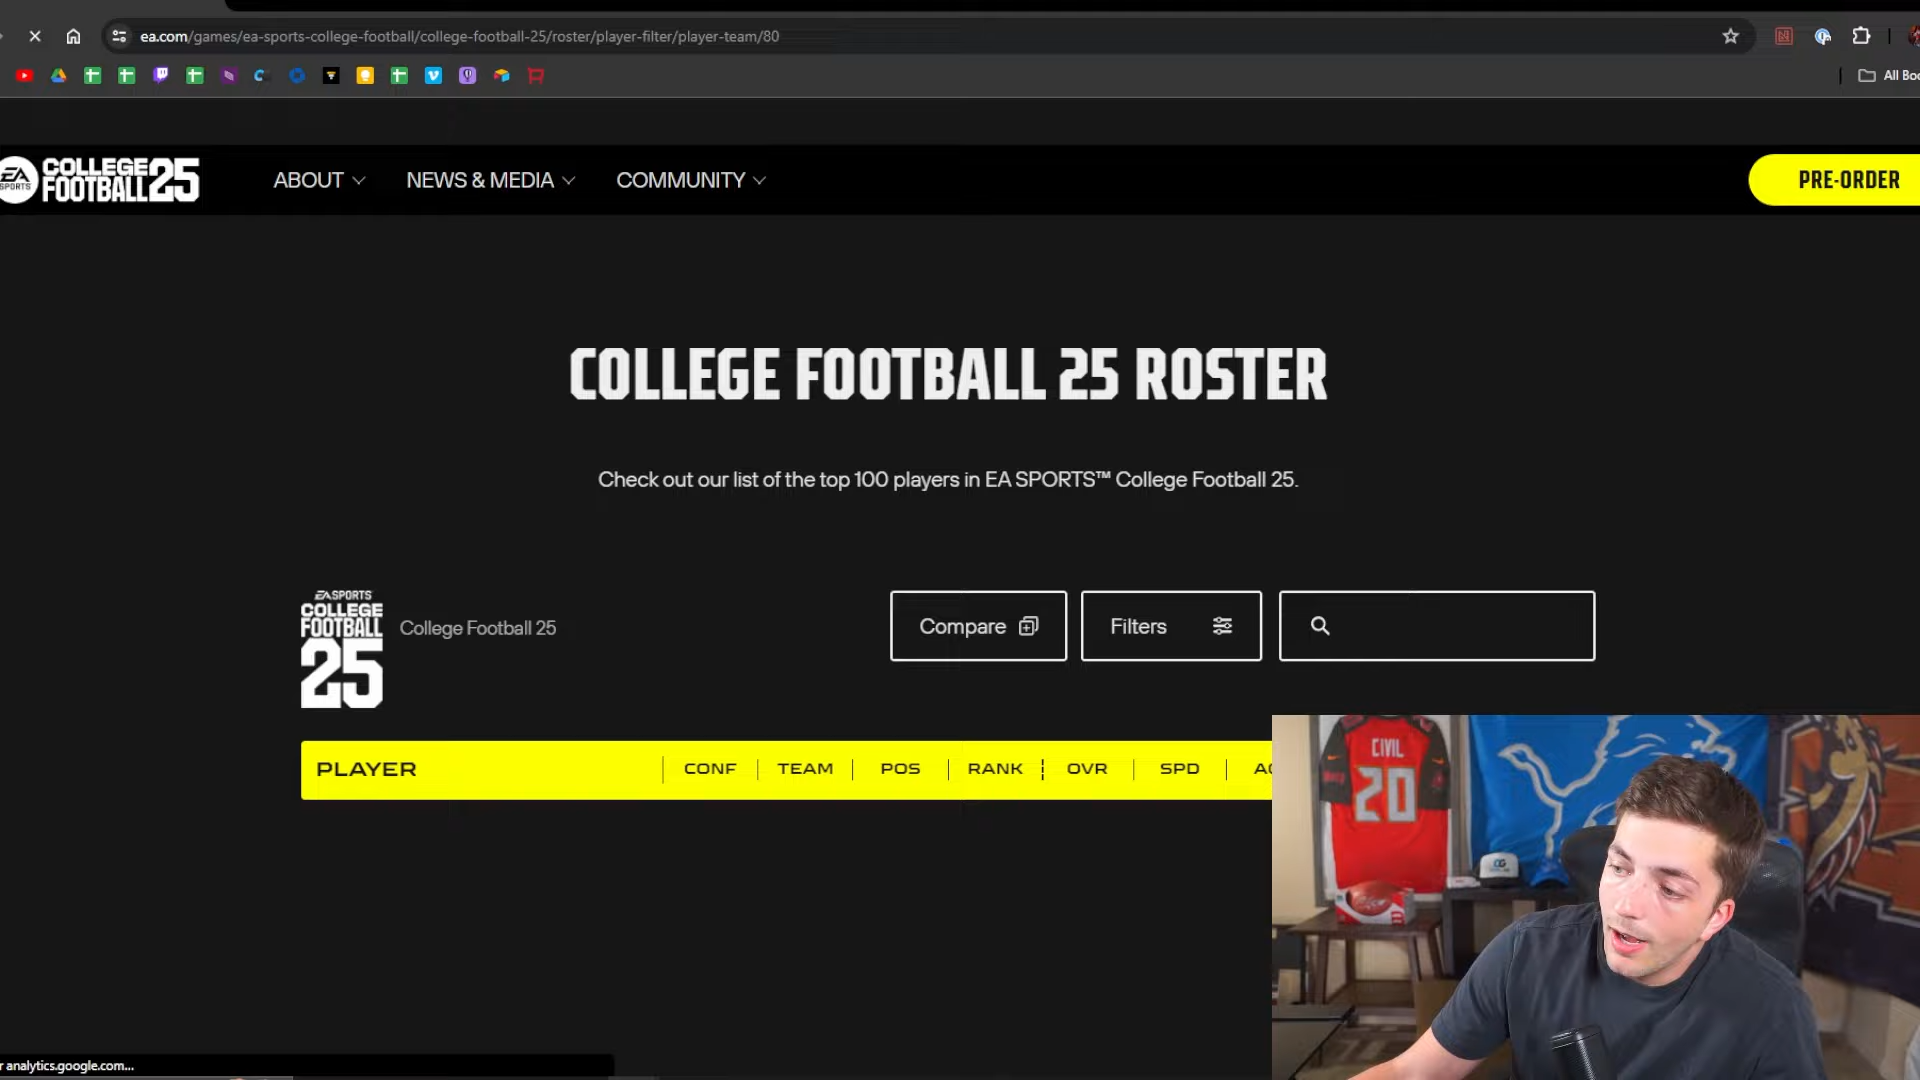 ea.com/games/ea-sports-college-football/college-football-25/roster/player-filter/player-team/80
All Boo
EA SPORTS COLLEGE FOOTBALL 25
ABOUT
NEWS & MEDIA
COMMUNITY
PRE-ORDER
COLLEGE FOOTBALL 25 ROSTER
Check out our list of the top 100 players in EA SPORTS™ College Football 25.
EA SPORTS
COLLEGE
FOOTBALL
25
College Football 25
Compare
Filters
PLAYER CONF TEAM POS RANK OVR SPD AC
CIVIL
20
r analytics.google.com...